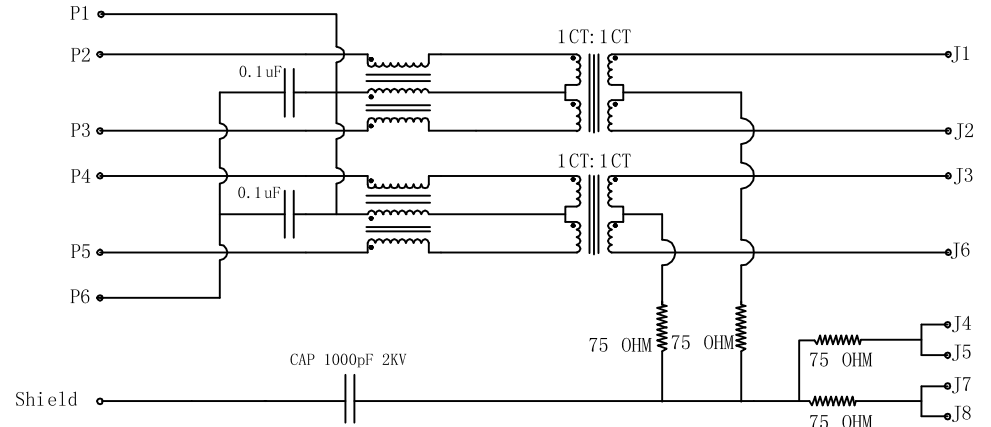 P1
1CT:1CT
P2
J1
0.1uF
P3
J2
P4
1CT:1CT
J3
0.1uF
P5
J6
P6
J4
75 OHM 75 OHM
75 OHM
J5
CAP 1000pF 2KV
J7
Shield
75 OHM
J8